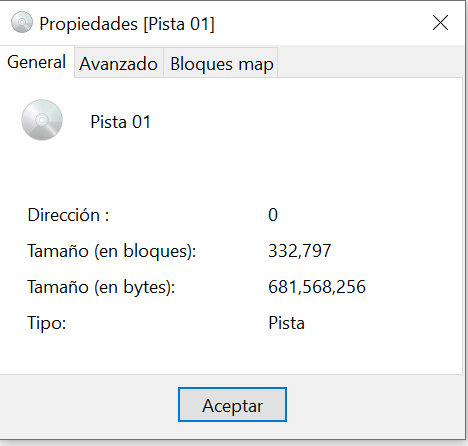 Propiedades [Pista 01]
General Avanzado Bloques map
Pista 01
Dirección : 0
Tamaño (en bloques): 332,797
Tamaño (en bytes): 681,568,256
Tipo: Pista
Aceptar